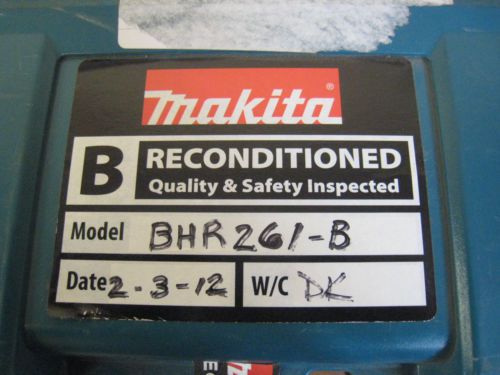 makita®
B RECONDITIONED
Quality & Safety Inspected
Model BHR261-B
Date 2-3-12 W/C DK